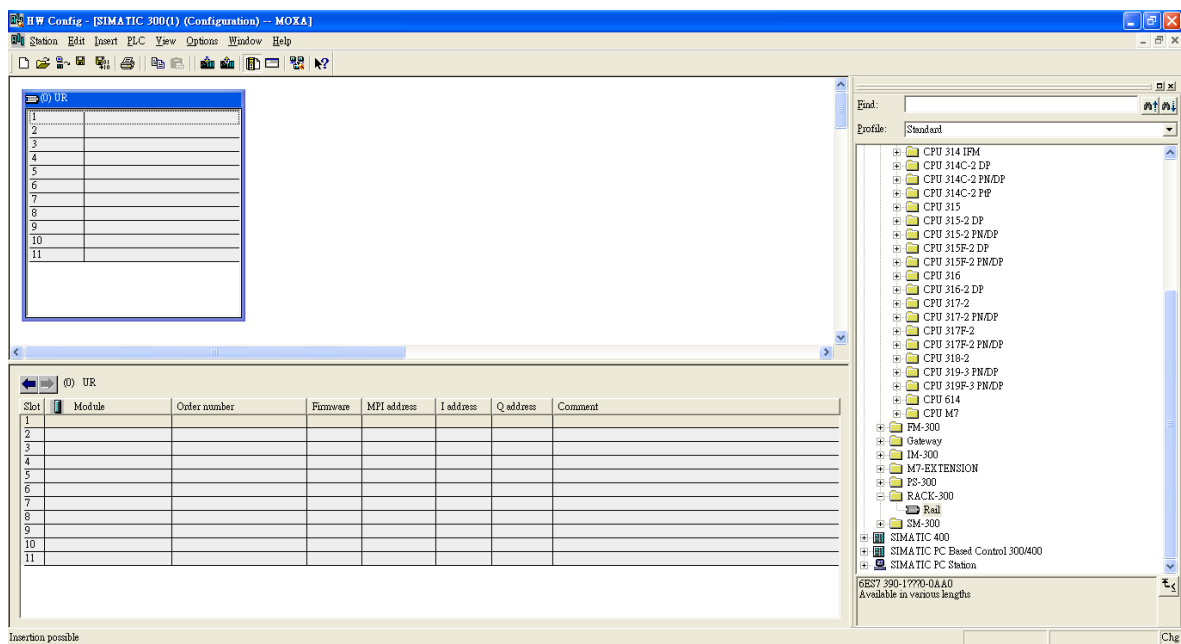 HW Config - [SIMATIC 300(1) (Configuration) -- MOXA]
Station Edit Insert PLC View Options Window Help
(0) UR
1
2
3
4
5
6
7
8
9
10
11
(0) UR
Slot Module Order number Firmware MPI address I address Q address Comment
1
2
3
4
5
6
7
8
9
10
11
Find:
Profile: Standard
CPU 314 IFM
CPU 314C-2 DP
CPU 314C-2 PN/DP
CPU 314C-2 PtP
CPU 315
CPU 315-2 DP
CPU 315-2 PN/DP
CPU 315F-2 DP
CPU 315F-2 PN/DP
CPU 316
CPU 316-2 DP
CPU 317-2
CPU 317-2 PN/DP
CPU 317F-2
CPU 317F-2 PN/DP
CPU 318-2
CPU 319-3 PN/DP
CPU 319F-3 PN/DP
CPU 614
CPU M7
FM-300
Gateway
IM-300
M7-EXTENSION
PS-300
RACK-300
Rail
SM-300
SIMATIC 400
SIMATIC PC Based Control 300/400
SIMATIC PC Station
6ES7 390-1???0-0AA0
Available in various lengths
Insertion possible
Chg